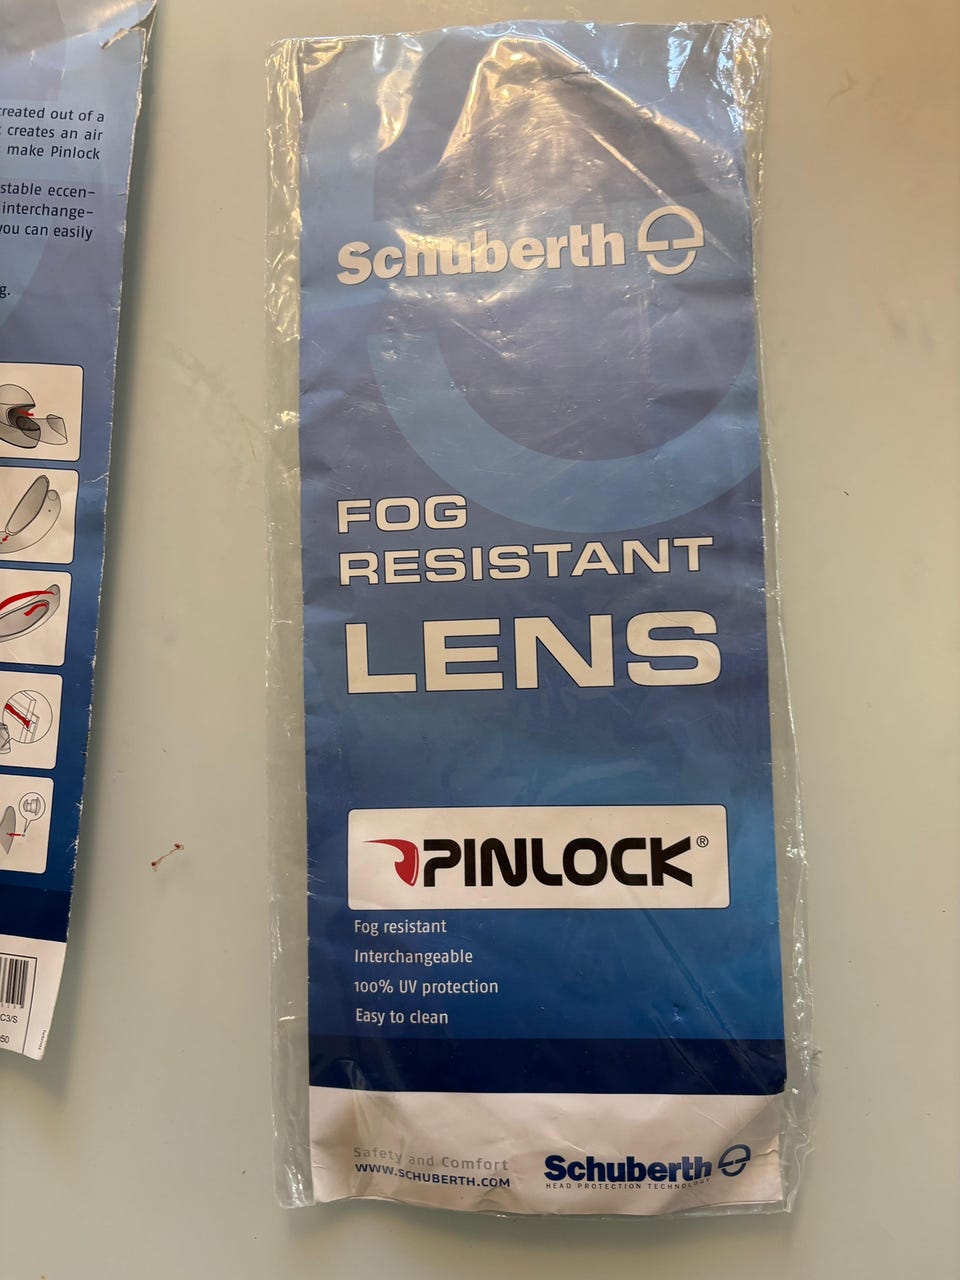 created out of a
creates an air
make Pinlock
stable eccen-
interchange-
you can easily
g.
C3/S
50
Schuberth
FOG
RESISTANT
LENS
PINLOCK®
Fog resistant
Interchangeable
100% UV protection
Easy to clean
Safety and Comfort
WWW.SCHUBERTH.COM
Schuberth
HEAD PROTECTION TECHNOLOGY